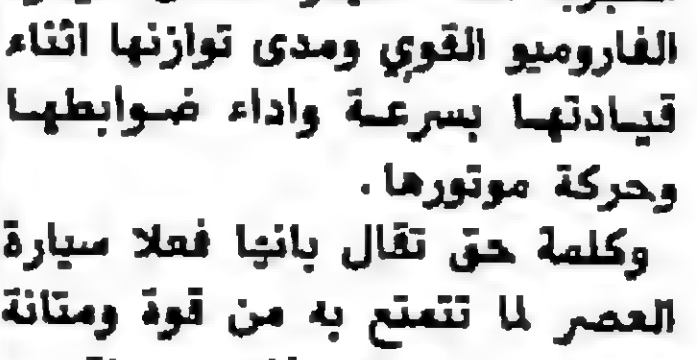 الفاروميو القوي ومدى توازنها اثناء
قيادتها بسرعة واداء ضوابطها
وحركة موتورها.
وكلمة حق تقال بانها فعلا سيارة
العصر لما تتمتع به من قوة ومتانة